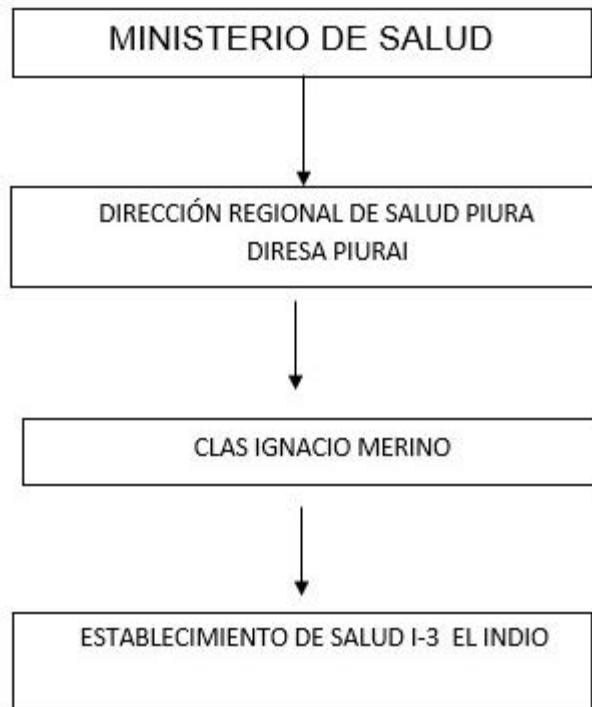 MINISTERIO DE SALUD
DIRECCIÓN REGIONAL DE SALUD PIURA
DIRESA PIURAI
CLAS IGNACIO MERINO
ESTABLECIMIENTO DE SALUD I-3 EL INDIO